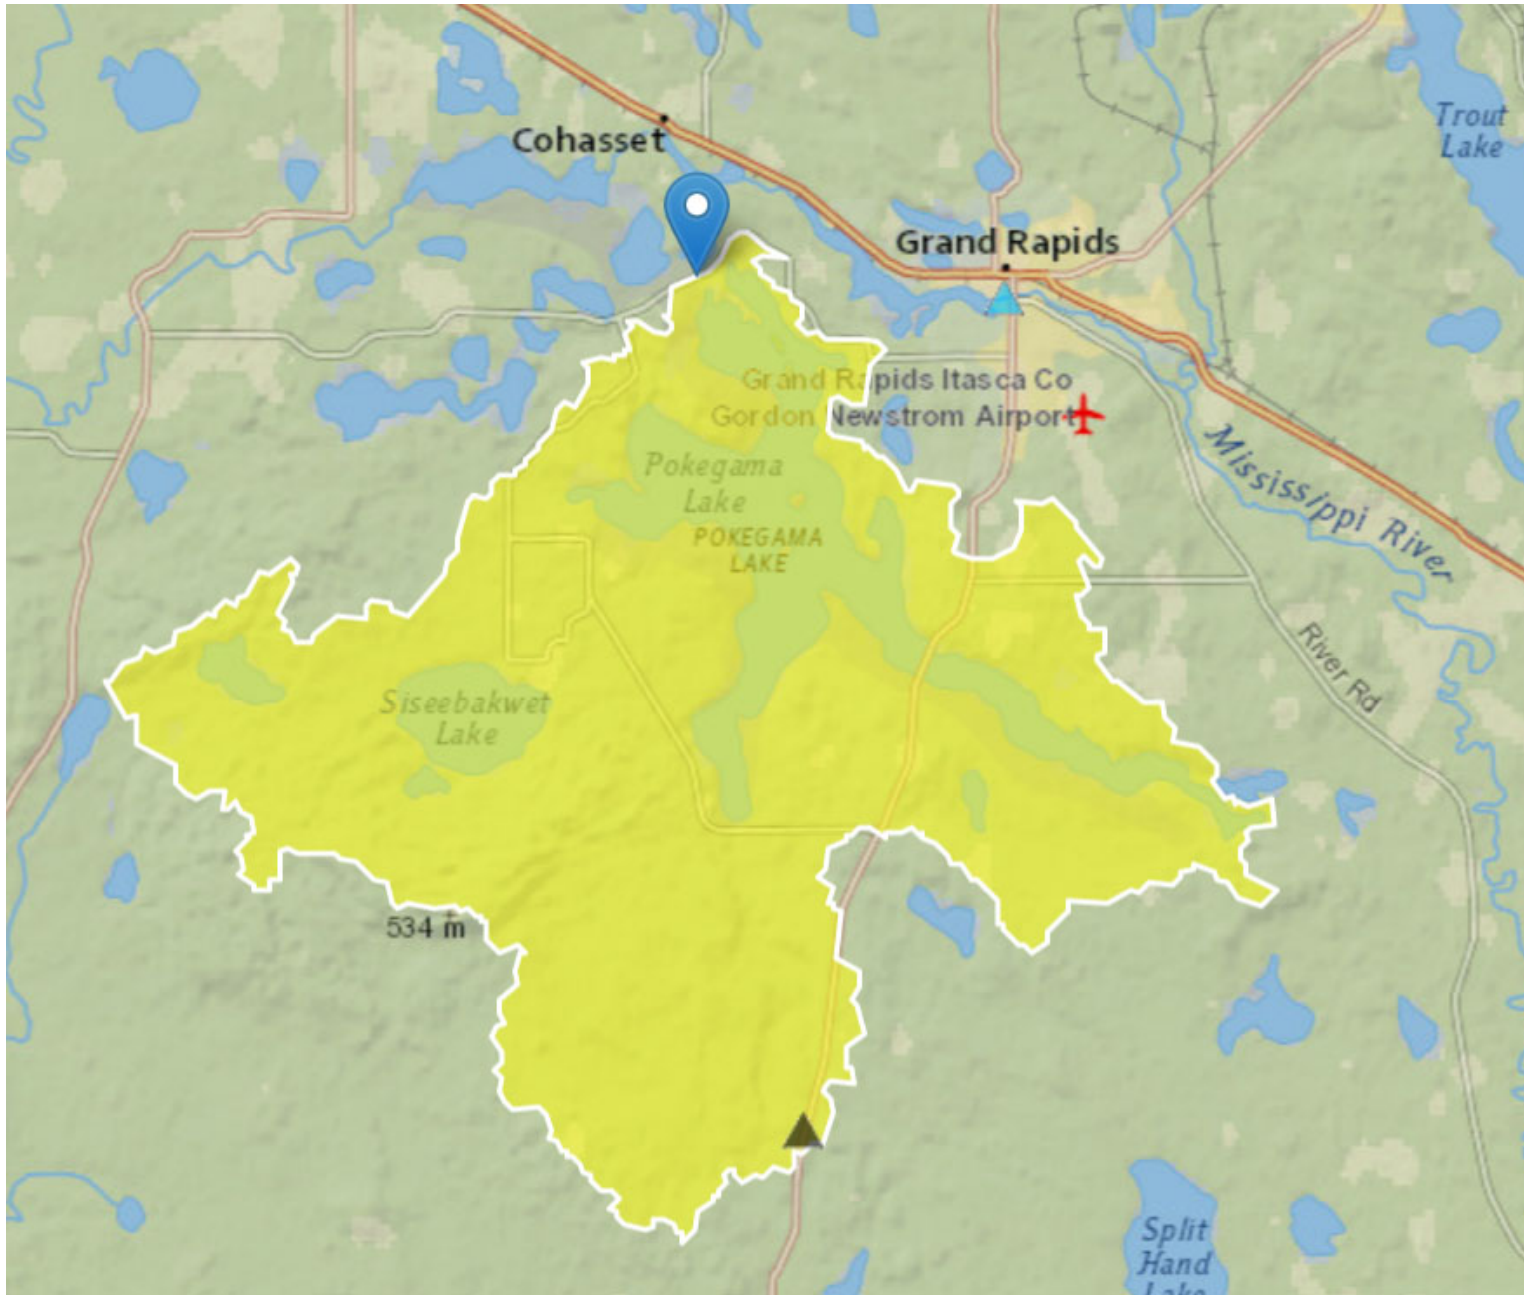 Trout
Lake
Cohasset
Grand Rapids
Grand Rapids Itasca Co
Gordon Newstrom Airport
Mississippi River
Pokegama
Lake
POKEGAMA
LAKE
River Rd
Siseebakwet
Lake
534 m
Split
Hand
Lake